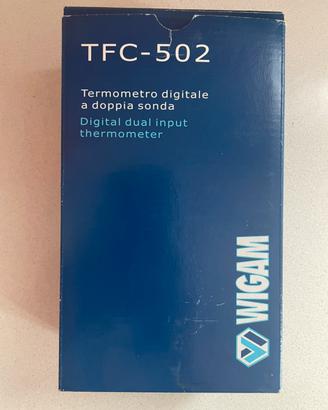 TFC-502
Termometro digitale
a doppia sonda
Digital dual input
thermometer
WIGAM